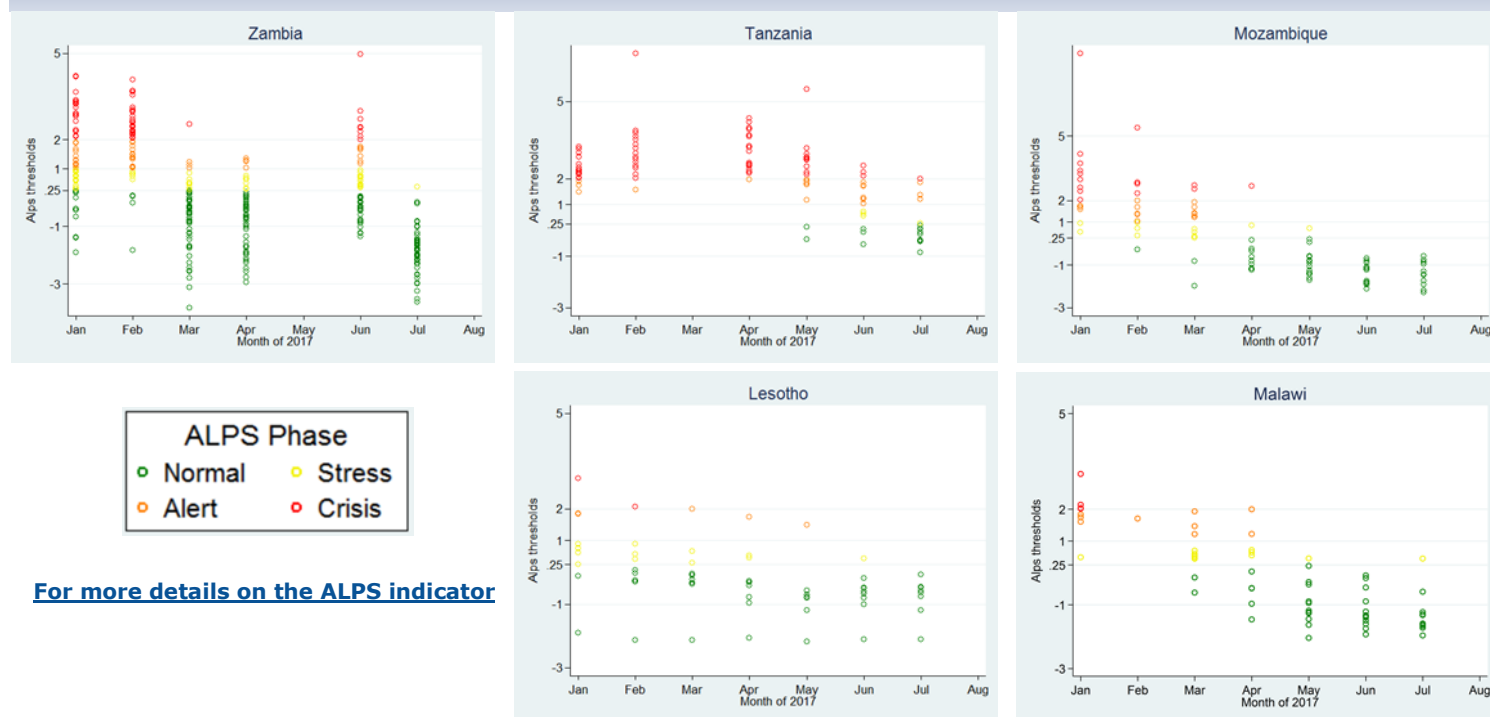 Zambia
5
2
1
.25
-1
-3
Alps thresholds
Jan Feb Mar Apr May Jun Jul Aug
Month of 2017
Tanzania
5
2
1
.25
-1
-3
Alps thresholds
Jan Feb Mar Apr May Jun Jul Aug
Month of 2017
Mozambique
5
2
1
.25
-1
-3
Alps thresholds
Jan Feb Mar Apr May Jun Jul Aug
Month of 2017
ALPS Phase
Normal Stress
Alert Crisis
For more details on the ALPS indicator
Lesotho
5
2
1
.25
-1
-3
Alps thresholds
Jan Feb Mar Apr May Jun Jul Aug
Month of 2017
Malawi
5
2
1
.25
-1
-3
Alps thresholds
Jan Feb Mar Apr May Jun Jul Aug
Month of 2017